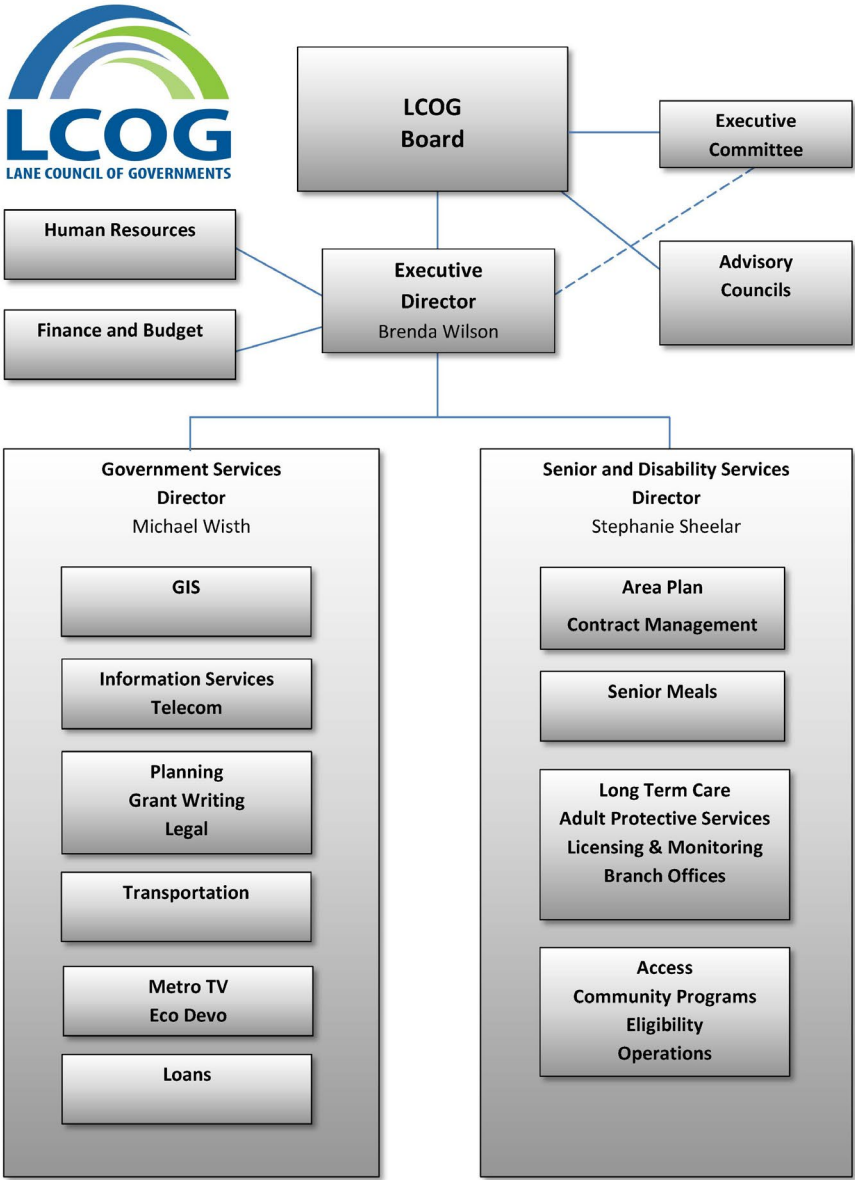 LCOG
LANE COUNCIL OF GOVERNMENTS
LCOG
Board
Executive
Committee
Human Resources
Executive
Director
Brenda Wilson
Advisory
Councils
Finance and Budget
Government Services
Director
Michael Wisth
GIS
Information Services
Telecom
Planning
Grant Writing
Legal
Transportation
Metro TV
Eco Devo
Loans
Senior and Disability Services
Director
Stephanie Sheelar
Area Plan
Contract Management
Senior Meals
Long Term Care
Adult Protective Services
Licensing & Monitoring
Branch Offices
Access
Community Programs
Eligibility
Operations